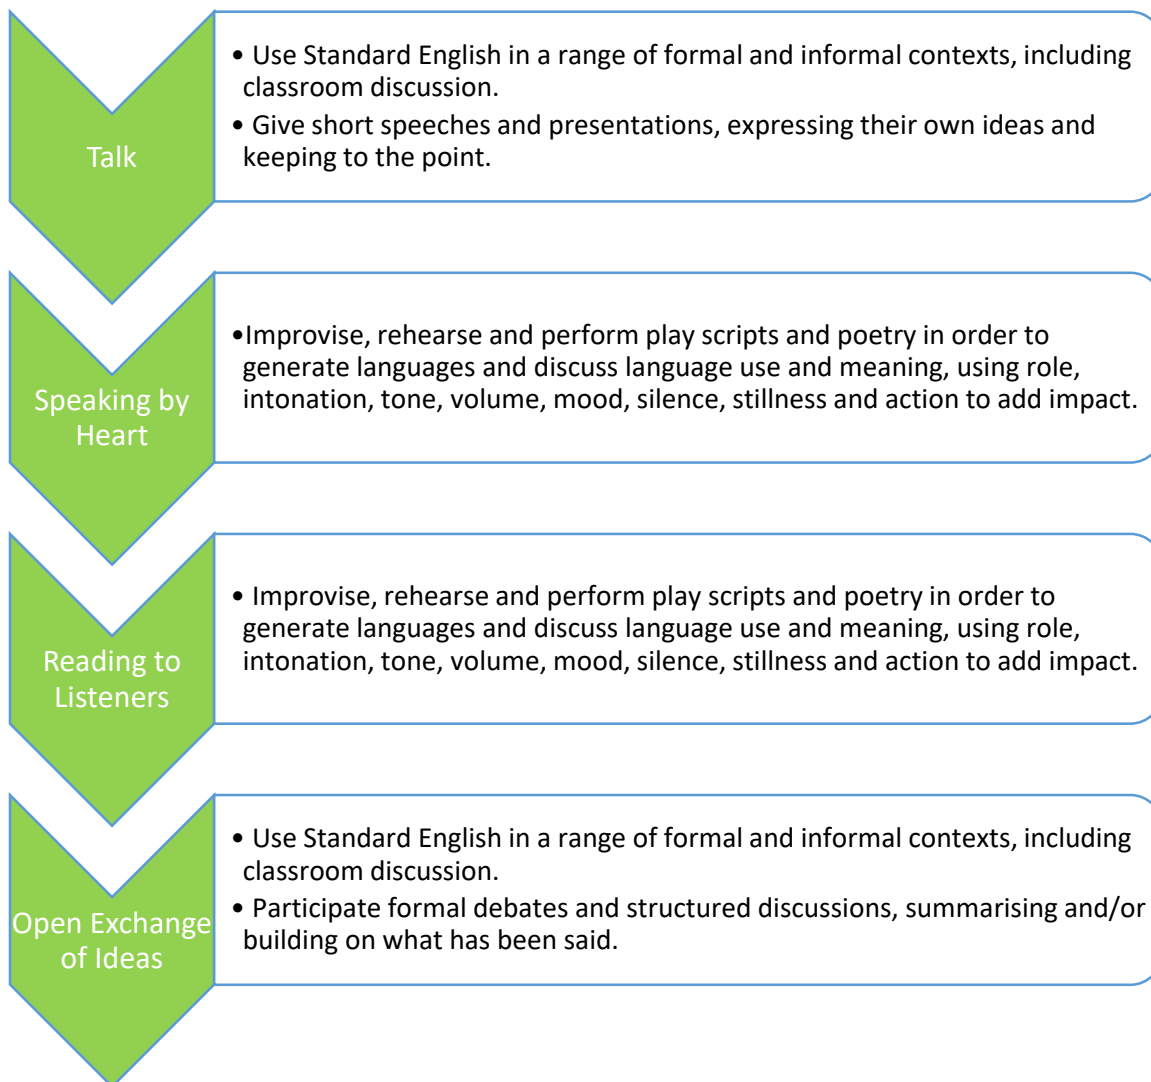 Talk
• Use Standard English in a range of formal and informal contexts, including
classroom discussion.
• Give short speeches and presentations, expressing their own ideas and
keeping to the point.
Speaking by
Heart
•Improvise, rehearse and perform play scripts and poetry in order to
generate languages and discuss language use and meaning, using role,
intonation, tone, volume, mood, silence, stillness and action to add impact.
Reading to
Listeners
• Improvise, rehearse and perform play scripts and poetry in order to
generate languages and discuss language use and meaning, using role,
intonation, tone, volume, mood, silence, stillness and action to add impact.
Open Exchange
of Ideas
• Use Standard English in a range of formal and informal contexts, including
classroom discussion.
• Participate formal debates and structured discussions, summarising and/or
building on what has been said.